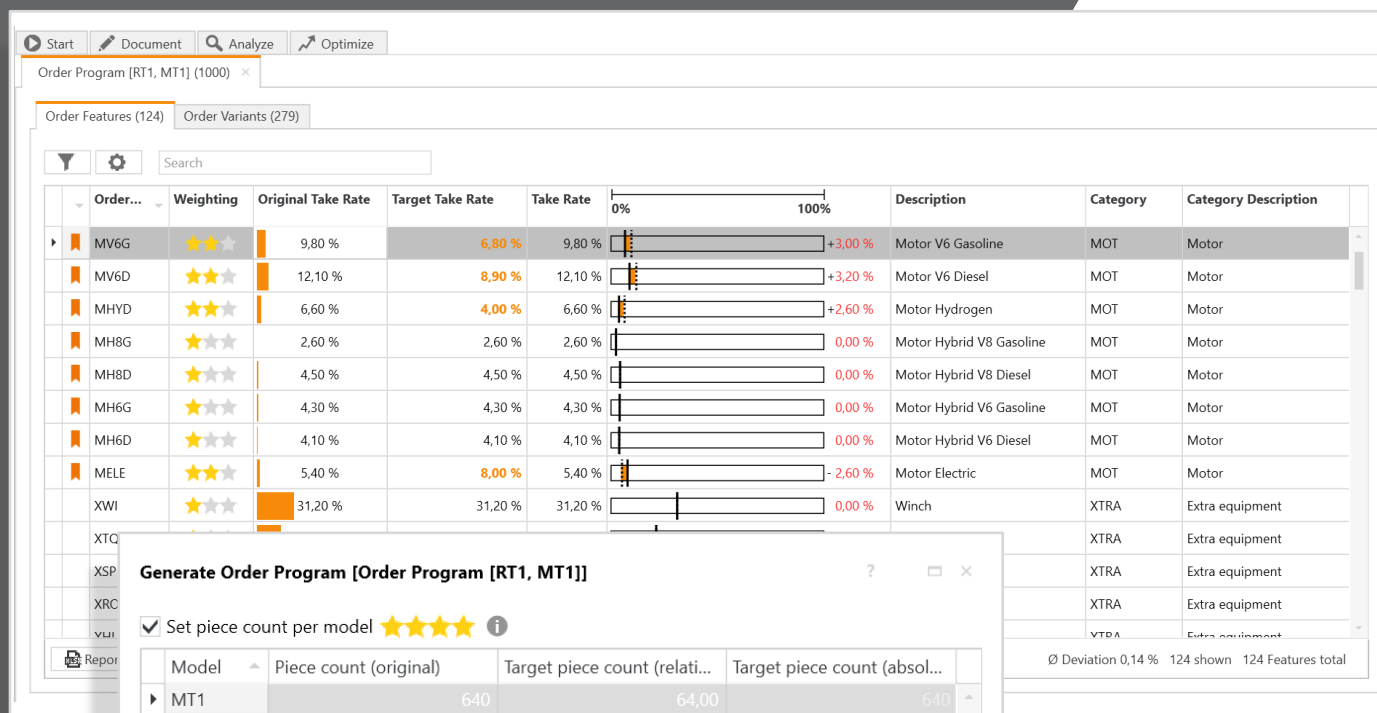 Start Document Analyze Optimize
Order Program [RT1, MT1] (1000) ×
Order Features (124) Order Variants (279)
Search
Order... Weighting Original Take Rate Target Take Rate Take Rate 0% 100% Description Category Category Description
MV6G 9,80 % 6,80 % 9,80 % +3,00 % Motor V6 Gasoline MOT Motor
MV6D 12,10 % 8,90 % 12,10 % +3,20 % Motor V6 Diesel MOT Motor
MHYD 6,60 % 4,00 % 6,60 % +2,60 % Motor Hydrogen MOT Motor
MH8G 2,60 % 2,60 % 2,60 % 0,00 % Motor Hybrid V8 Gasoline MOT Motor
MH8D 4,50 % 4,50 % 4,50 % 0,00 % Motor Hybrid V8 Diesel MOT Motor
MH6G 4,30 % 4,30 % 4,30 % 0,00 % Motor Hybrid V6 Gasoline MOT Motor
MH6D 4,10 % 4,10 % 4,10 % 0,00 % Motor Hybrid V6 Diesel MOT Motor
MELE 5,40 % 8,00 % 5,40 % - 2,60 % Motor Electric MOT Motor
XWI 31,20 % 31,20 % 31,20 % 0,00 % Winch XTRA Extra equipment
XTQ XTRA Extra equipment
XSP XTRA Extra equipment
XRO XTRA Extra equipment
XTRA Extra equipment
Repor Ø Deviation 0,14 % 124 shown 124 Features total
Generate Order Program [Order Program [RT1, MT1]] ? ×
Set piece count per model
Model Piece count (original) Target piece count (relati... Target piece count (absol...
MT1 640 64,00 640